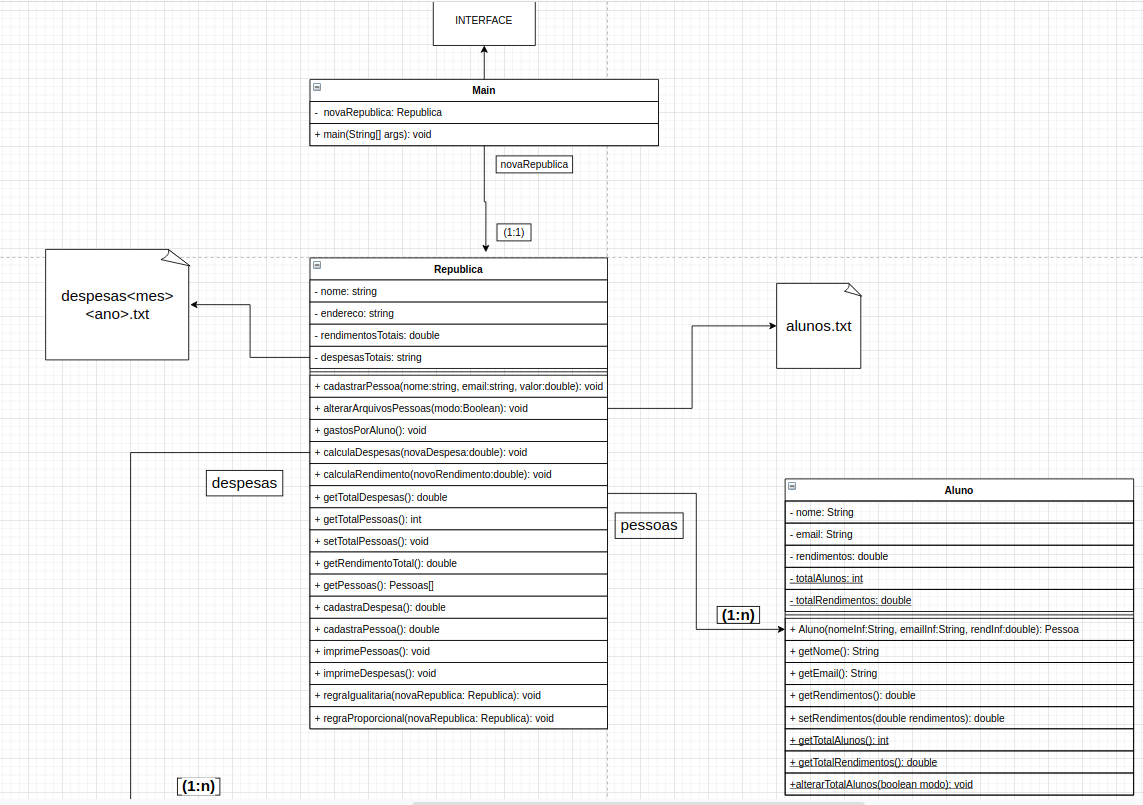 INTERFACE
Main
- novaRepublica: Republica
+ main(String[] args): void
novaRepublica
(1:1)
despesas<mes>
<ano>.txt
Republica
- nome: string
- endereco: string
- rendimentosTotais: double
- despesasTotais: string
+ cadastrarPessoa(nome:string, email:string, valor:double): void
+ alterarArquivosPessoas(modo:Boolean): void
+ gastosPorAluno(): void
+ calculaDespesas(novaDespesa:double): void
+ calculaRendimento(novoRendimento:double): void
+ getTotalDespesas(): double
+ getTotalPessoas(): int
+ setTotalPessoas(): void
+ getRendimentoTotal(): double
+ getPessoas(): Pessoas[]
+ cadastraDespesa(): double
+ cadastraPessoa(): double
+ imprimePessoas(): void
+ imprimeDespesas(): void
+ regraIgualitaria(novaRepublica: Republica): void
+ regraProporcional(novaRepublica: Republica): void
alunos.txt
despesas
(1:n)
pessoas
(1:n)
Aluno
- nome: String
- email: String
- rendimentos: double
- totalAlunos: int
- totalRendimentos: double
+ Aluno(nomeInf:String, emailInf:String, rendInf:double): Pessoa
+ getNome(): String
+ getEmail(): String
+ getRendimentos(): double
+ setRendimentos(double rendimentos): double
+ getTotalAlunos(): int
+ getTotalRendimentos(): double
+alterarTotalAlunos(boolean modo): void